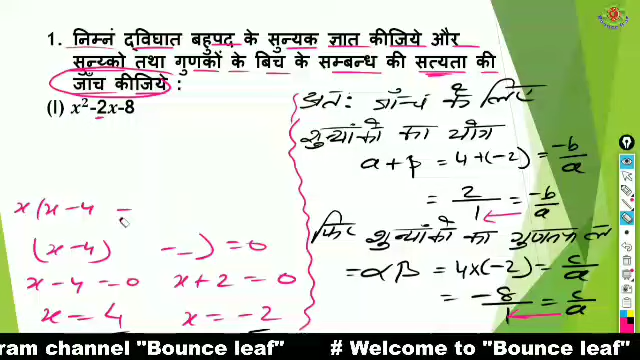 1. निम्नं दविघात बहुपद के सुन्यक ज्ञात कीजिये और
सुन्य्को तथा गुणकों के बिच के सम्बन्ध की सत्यता की
जाँच कीजिये :
(I) x²-2x-8
x(x-4 -
(x-4) --) = 0
x-4=0 x+2=0
x=4 x=-2
अतः जाँच के लिए
शून्यांकों का योग
α+β = 4+(-2) = -b/a
= 2/1 = -b/a
फिर शून्यांकों का गुणनफल
= αβ = 4×(-2) = c/a
= -8/1 = c/a
ram channel "Bounce leaf" # Welcome to "Bounce leaf"